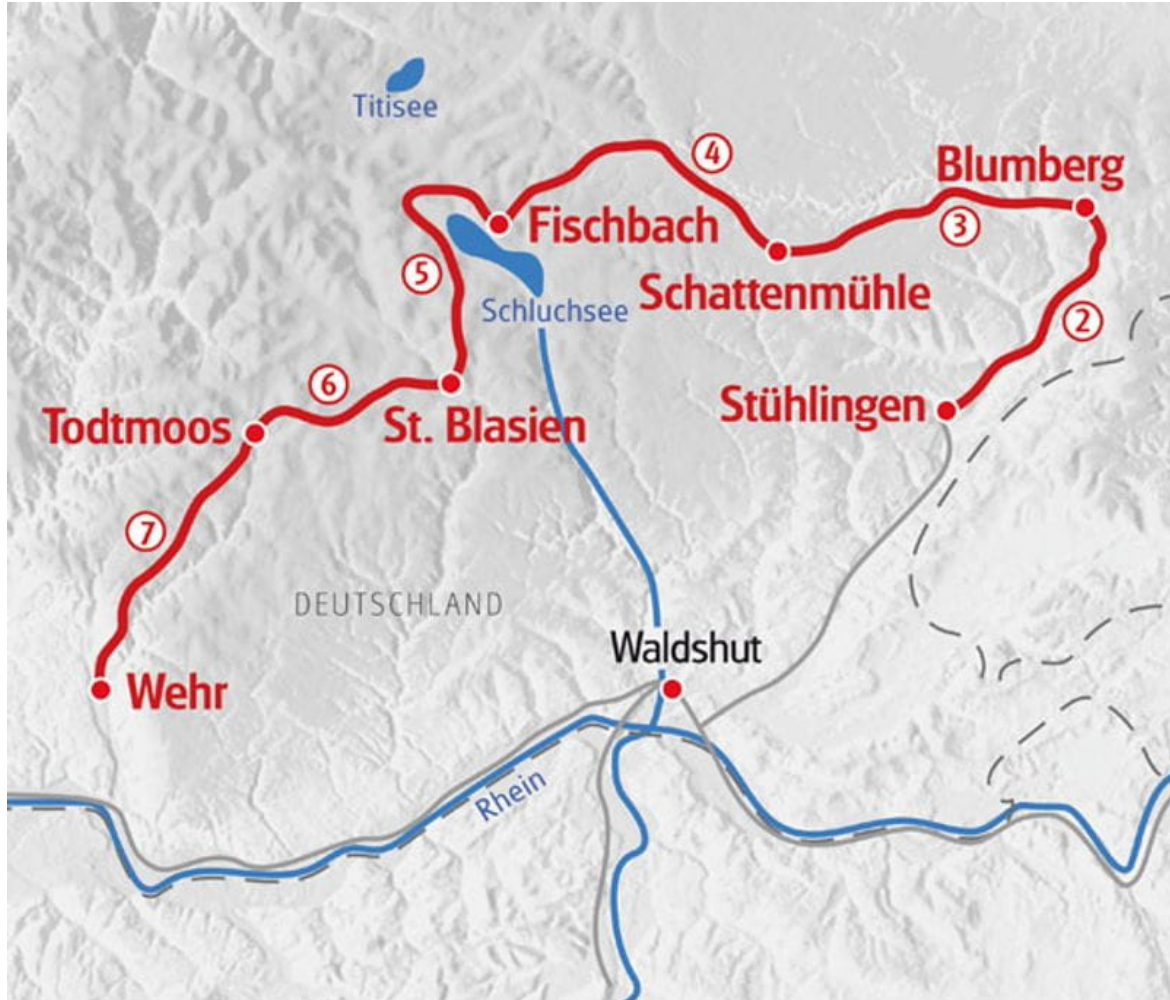 Titisee
④
Blumberg
Fischbach
③
⑤
Schattenmühle
Schluchsee
②
⑥
Stühlingen
Todtmoos
St. Blasien
⑦
DEUTSCHLAND
Waldshut
Wehr
Rhein